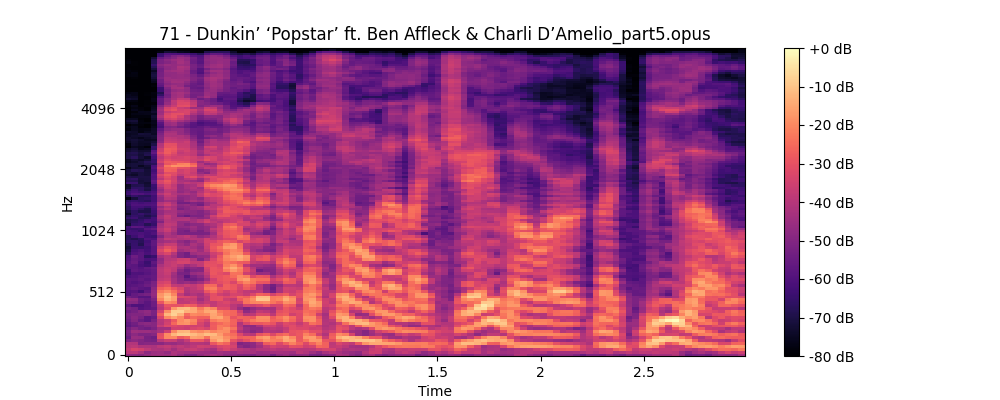 71 - Dunkin’ ‘Popstar’ ft. Ben Affleck & Charli D’Amelio_part5.opus
Hz
4096
2048
1024
512
0
0
0.5
1
1.5
2
2.5
Time
+0 dB
-10 dB
-20 dB
-30 dB
-40 dB
-50 dB
-60 dB
-70 dB
-80 dB